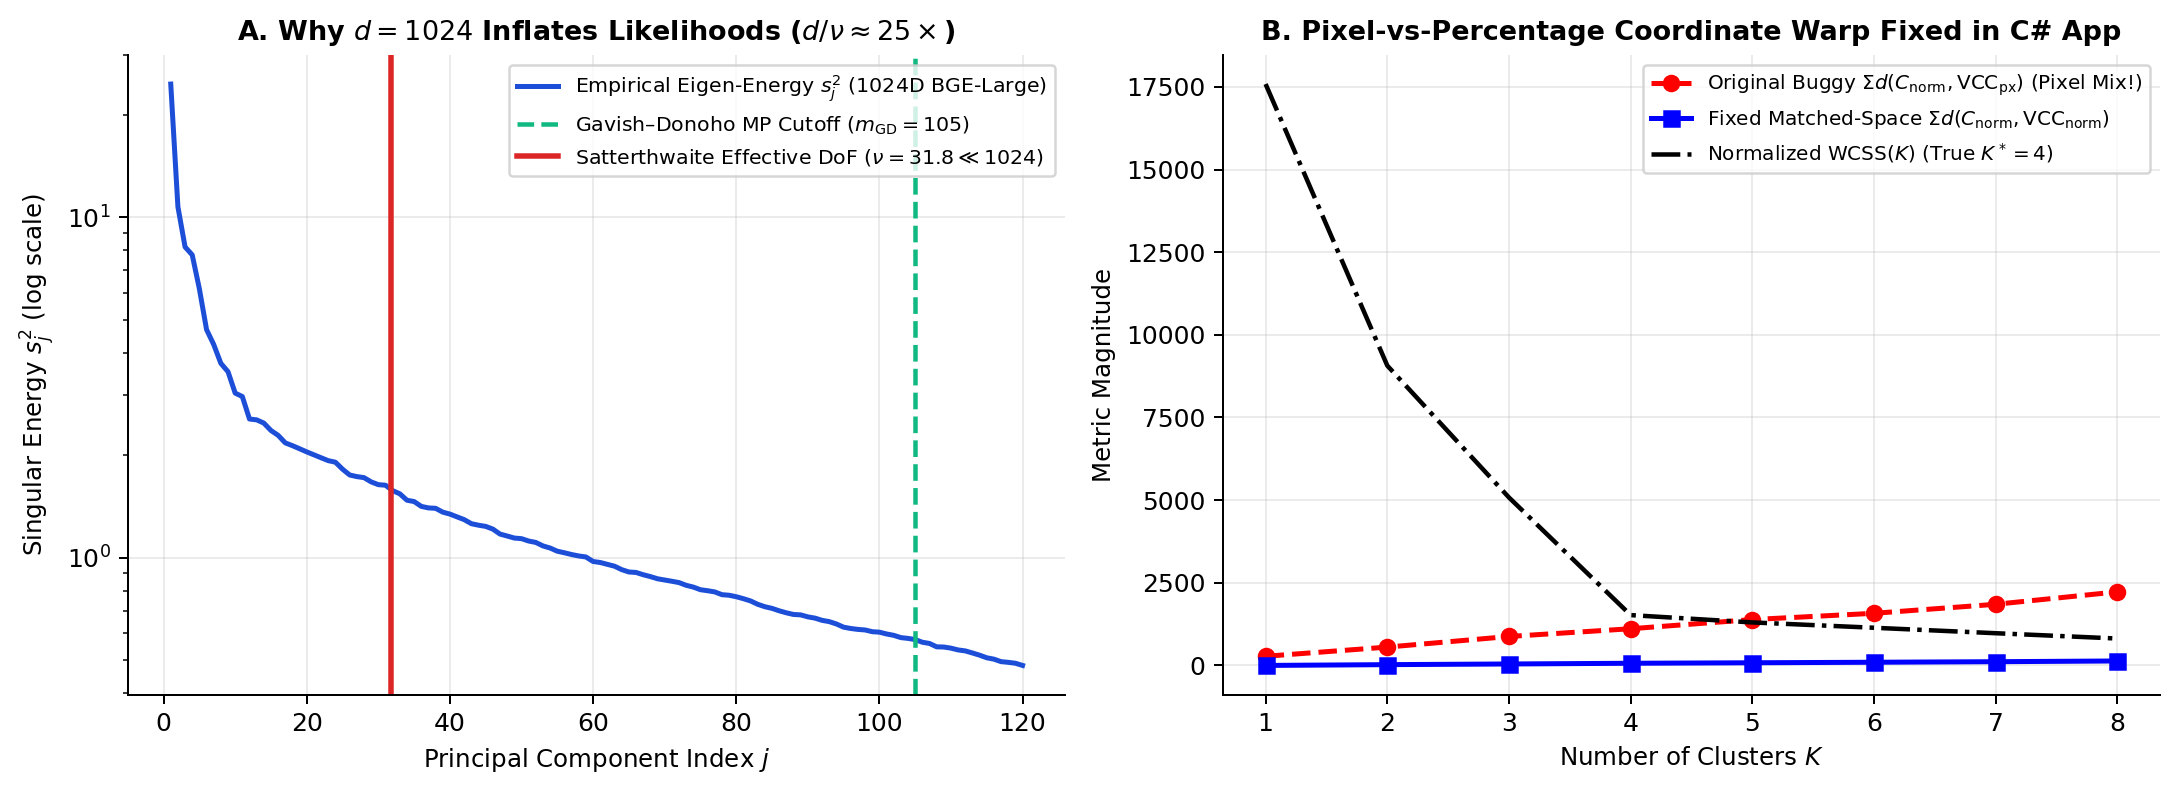 A. Why d = 1024 Inflates Likelihoods (d/ν ≈ 25 × )
Singular Energy s_j^2 (log scale)
10^1
10^0
Empirical Eigen-Energy s_j^2 (1024D BGE-Large)
Gavish–Donoho MP Cutoff (m_GD = 105)
Satterthwaite Effective DoF (ν = 31.8 ≪ 1024)
0 20 40 60 80 100 120
Principal Component Index j
B. Pixel-vs-Percentage Coordinate Warp Fixed in C# App
Metric Magnitude
17500
15000
12500
10000
7500
5000
2500
0
Original Buggy Σd(C_norm, VCC_px) (Pixel Mix!)
Fixed Matched-Space Σd(C_norm, VCC_norm)
Normalized WCSS(K) (True K* = 4)
1 2 3 4 5 6 7 8
Number of Clusters K